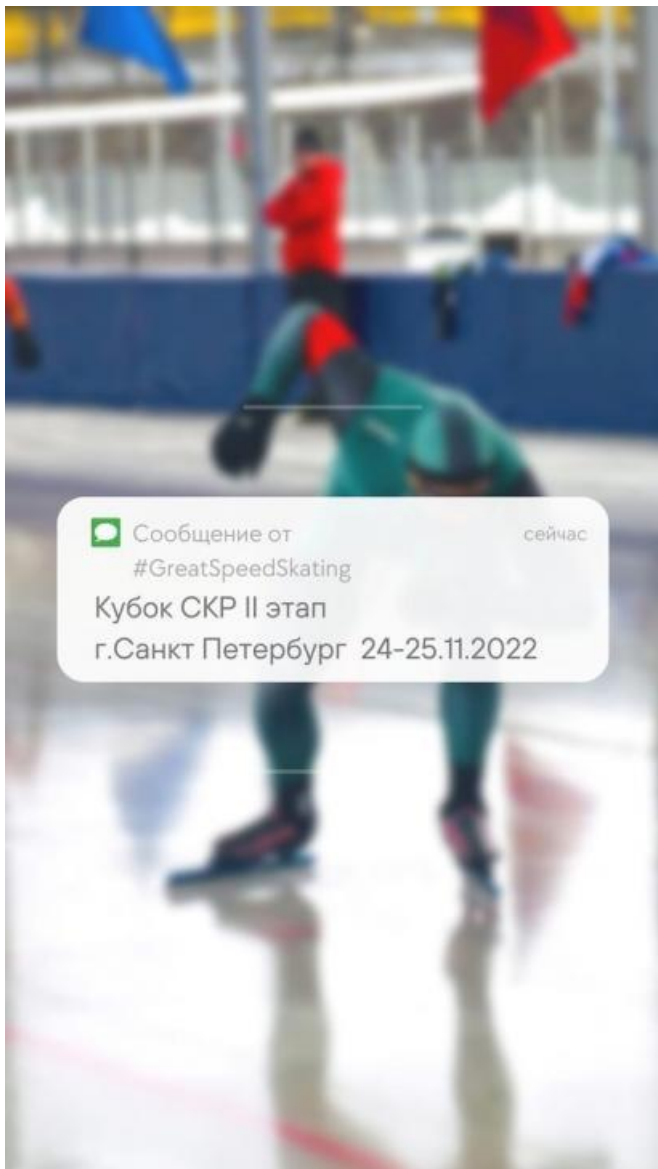 Сообщение от
сейчас
#GreatSpeedSkating
Кубок СКР II этап
г.Санкт Петербург 24-25.11.2022